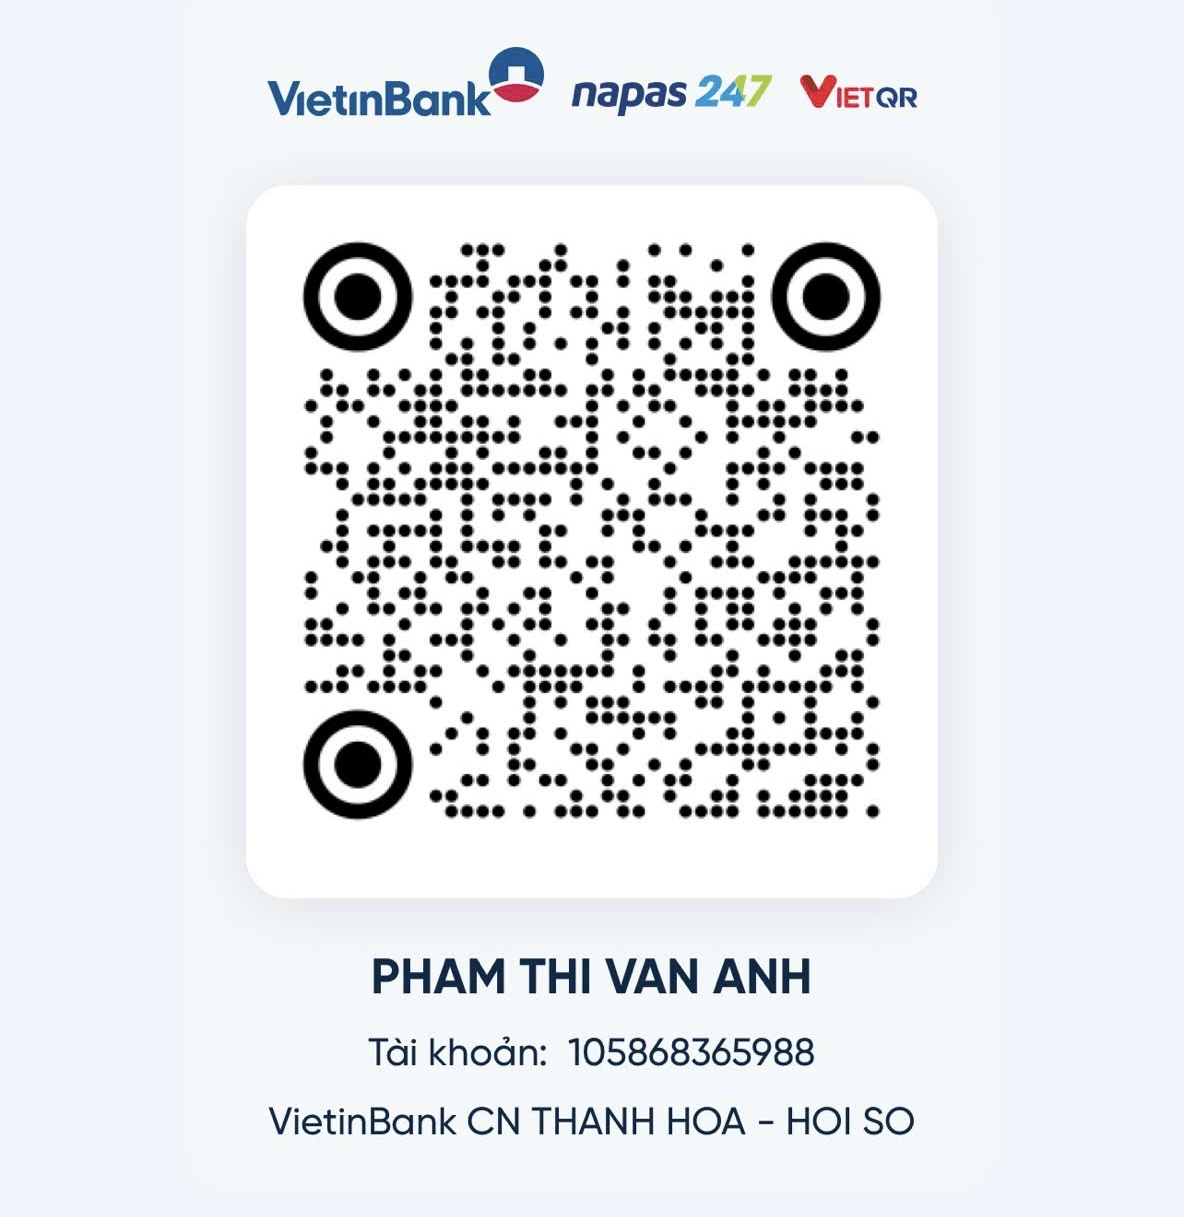 VietinBank napas 247 VIETQR
PHAM THI VAN ANH
Tài khoản: 105868365988
VietinBank CN THANH HOA - HOI SO